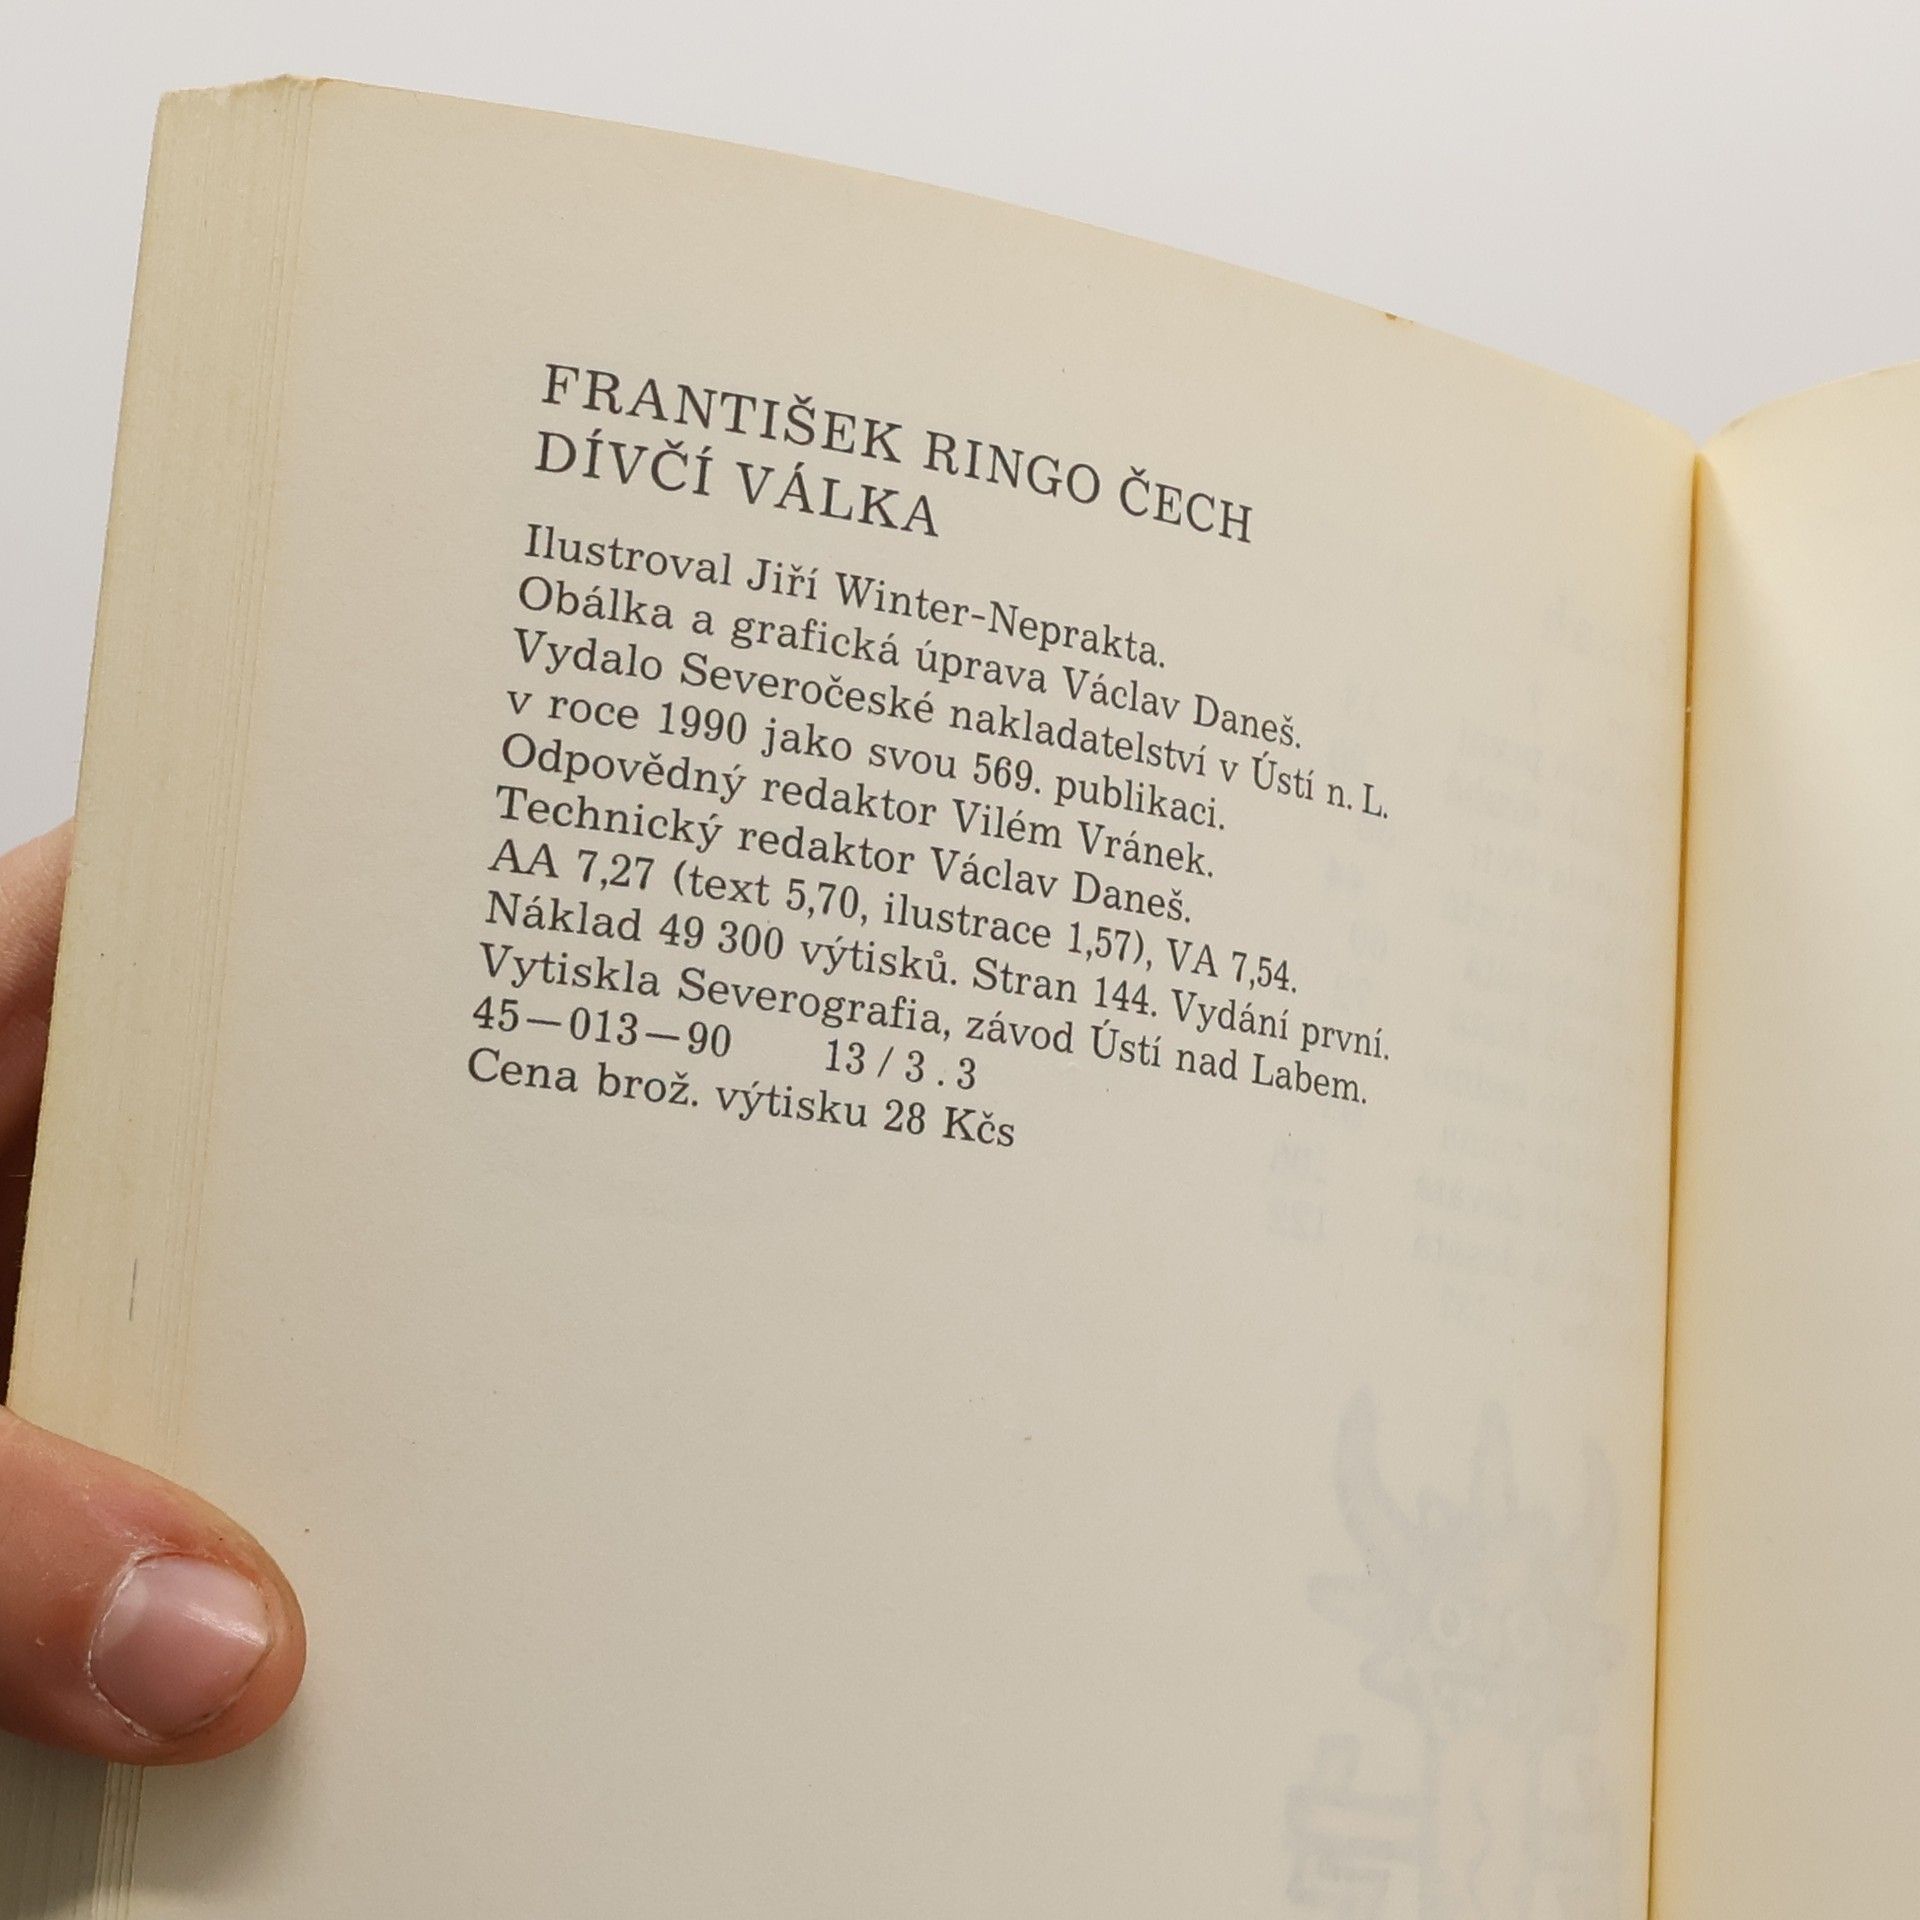 FRANTIŠEK RINGO ČECH
DÍVČÍ VÁLKA
Ilustroval Jiří Winter-Neprakta.
Obálka a grafická úprava Václav Daneš.
Vydalo Severočeské nakladatelství v Ústí n. L.
v roce 1990 jako svou 569. publikaci.
Odpovědný redaktor Vilém Vránek.
Technický redaktor Václav Daneš.
AA 7,27 (text 5,70, ilustrace 1,57), VA 7,54.
Náklad 49 300 výtisků. Stran 144. Vydání první.
Vytiskla Severografia, závod Ústí nad Labem.
45—013—90 13 / 3 . 3
Cena brož. výtisku 28 Kčs